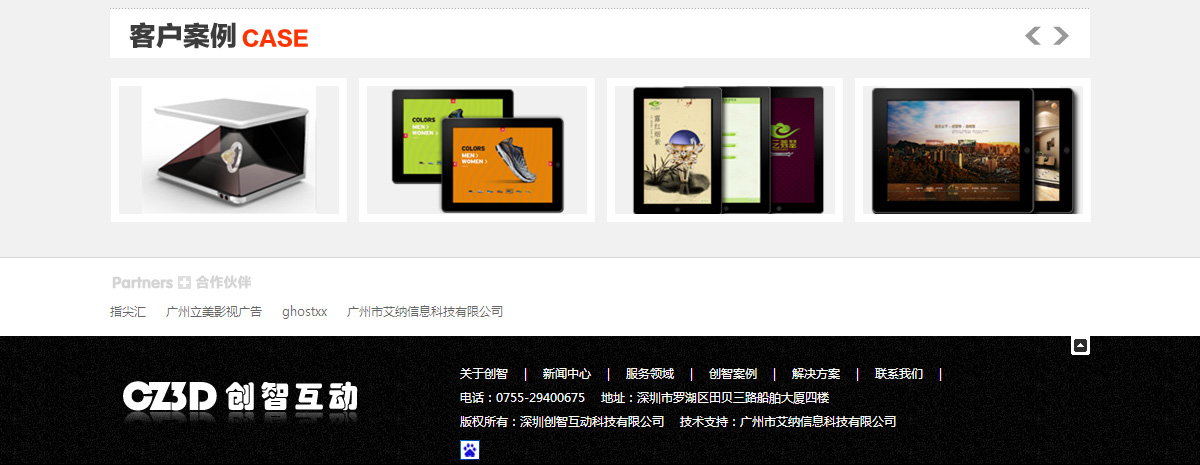 客户案例 CASE
COLORS
MEN
WOMEN
COLORS
MEN
WOMEN
Partners 合作伙伴
指尖汇 广州立美影视广告 ghostxx 广州市艾纳信息科技有限公司
CZ3D 创智互动
关于创智 | 新闻中心 | 服务领域 | 创智案例 | 解决方案 | 联系我们 |
电话：0755-29400675 地址：深圳市罗湖区田贝三路船舶大厦四楼
版权所有：深圳创智互动科技有限公司 技术支持：广州市艾纳信息科技有限公司